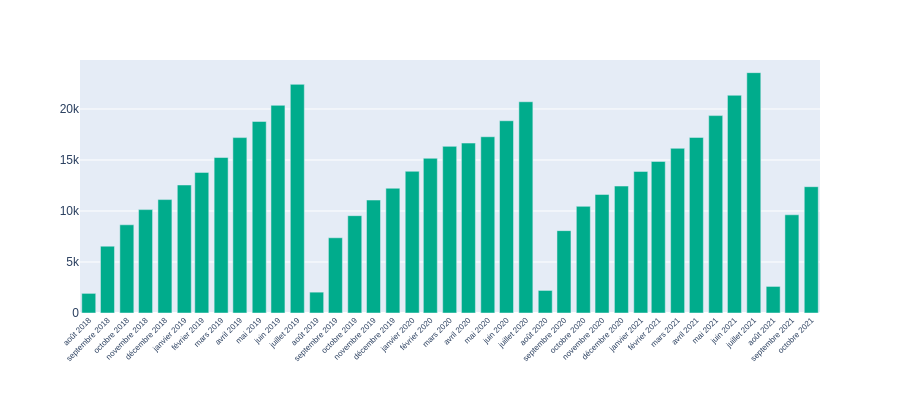 20k
15k
10k
5k
0
août 2018
septembre 2018
octobre 2018
novembre 2018
décembre 2018
janvier 2019
février 2019
mars 2019
avril 2019
mai 2019
juin 2019
juillet 2019
août 2019
septembre 2019
octobre 2019
novembre 2019
décembre 2019
janvier 2020
février 2020
mars 2020
avril 2020
mai 2020
juin 2020
juillet 2020
août 2020
septembre 2020
octobre 2020
novembre 2020
décembre 2020
janvier 2021
février 2021
mars 2021
avril 2021
mai 2021
juin 2021
juillet 2021
août 2021
septembre 2021
octobre 2021